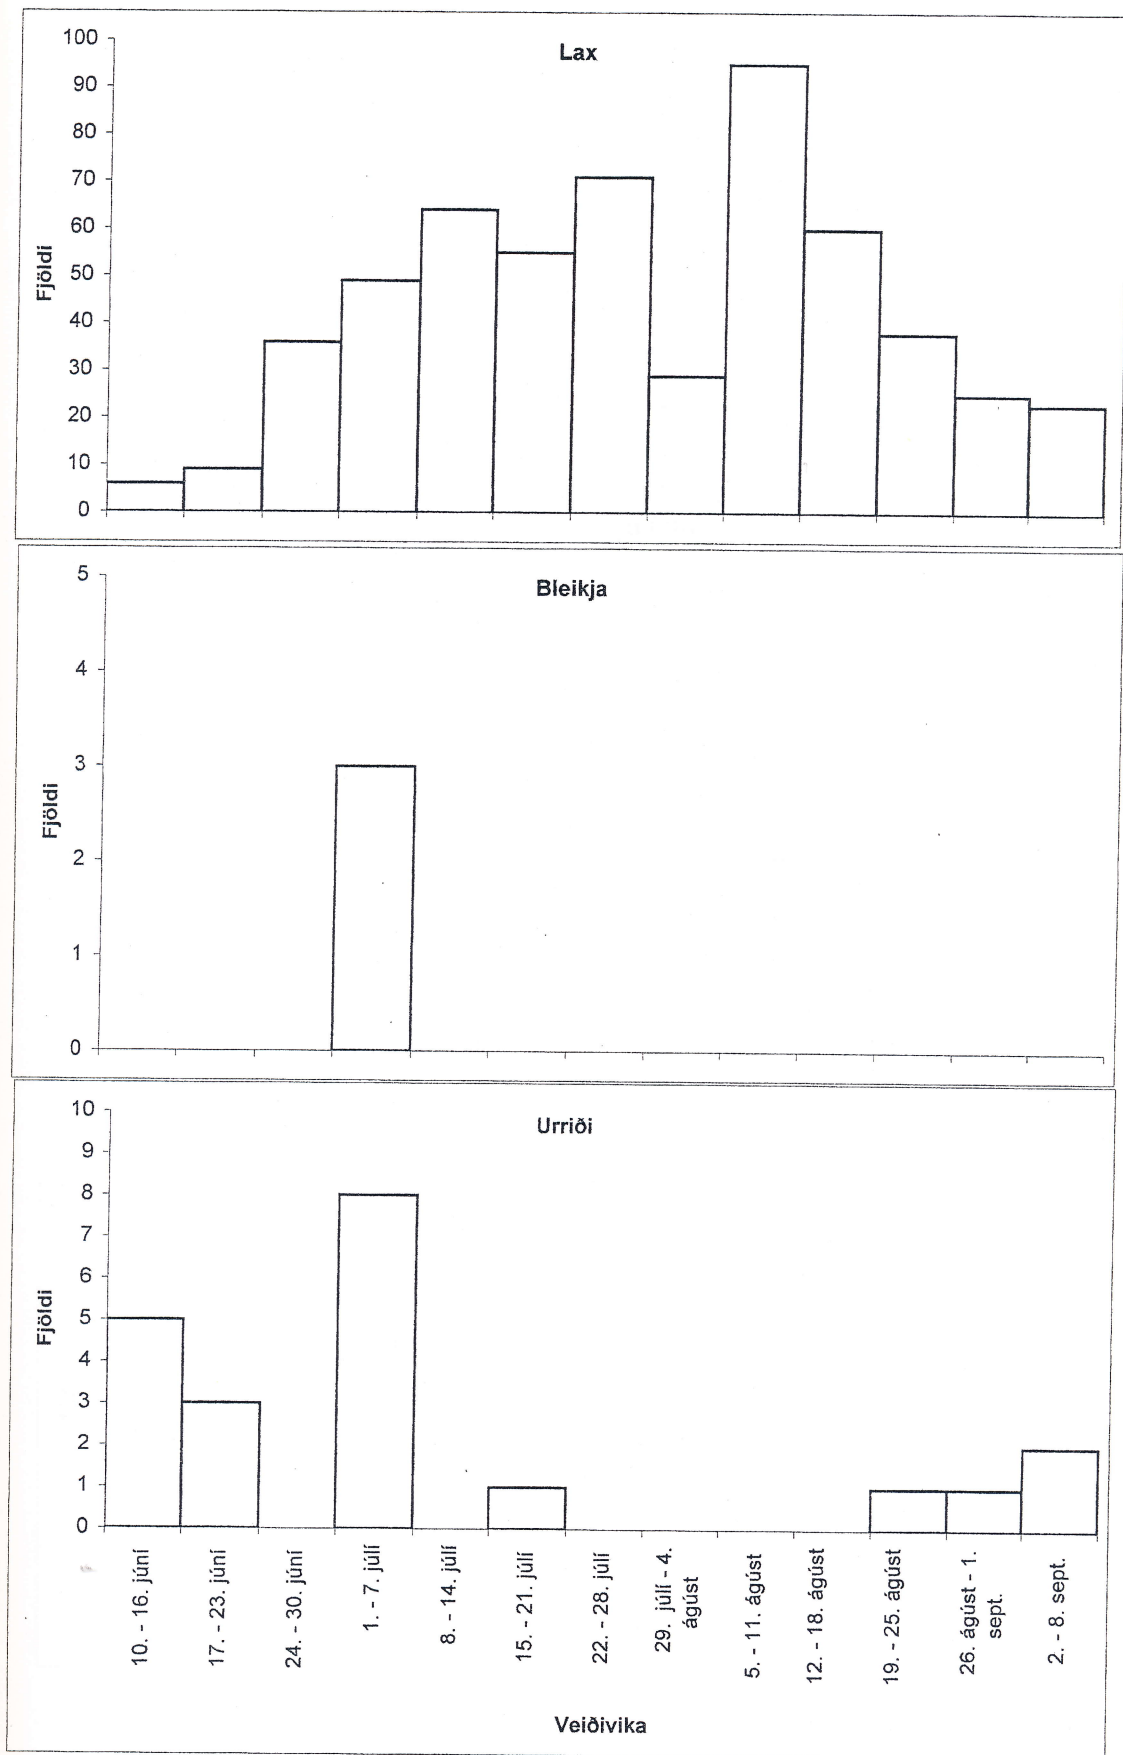 Lax
Fjöldi
100
90
80
70
60
50
40
30
20
10
0
Bleikja
Fjöldi
5
4
3
2
1
0
Urriði
Fjöldi
10
9
8
7
6
5
4
3
2
1
0
10. - 16. júní
17. - 23. júní
24. - 30. júní
1. - 7. júlí
8. - 14. júlí
15. - 21. júlí
22. - 28. júlí
29. júlí - 4.
ágúst
5. - 11. ágúst
12. - 18. ágúst
19. - 25. ágúst
26. ágúst - 1.
sept.
2. - 8. sept.
Veiðivika